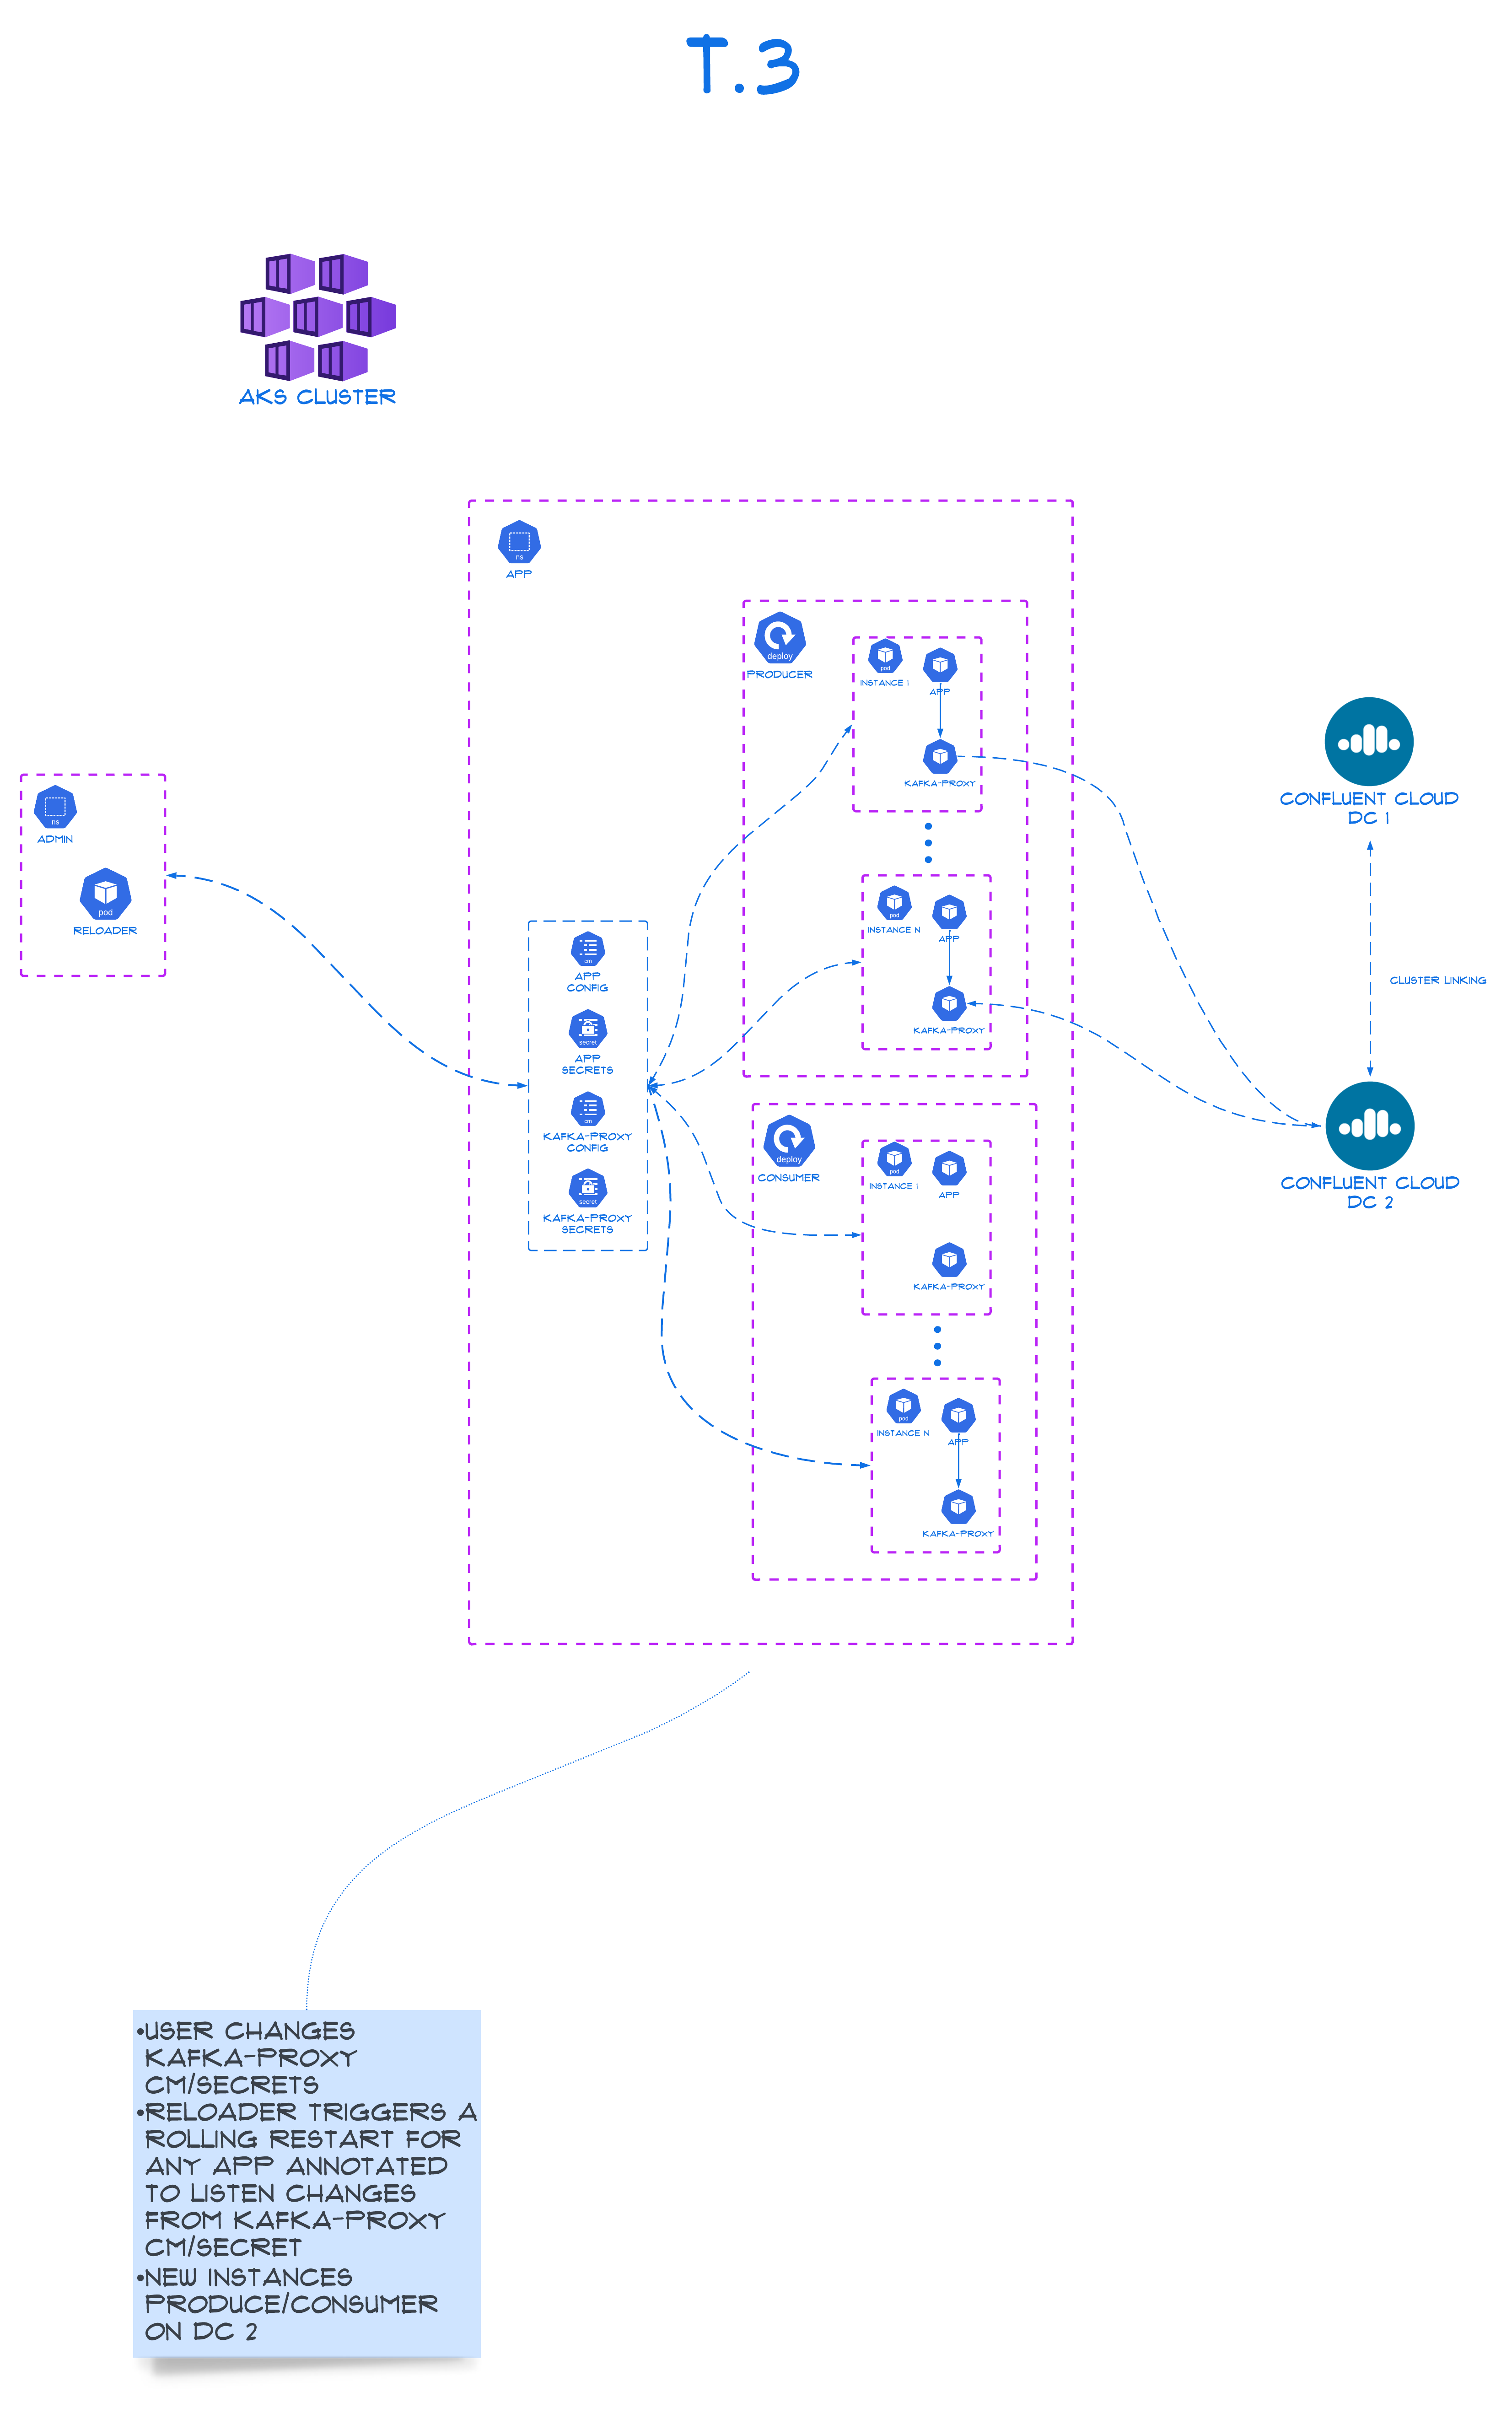 T.3
AKS CLUSTER
ns
APP
deploy
PRODUCER
pod
INSTANCE 1
APP
KAFKA-PROXY
CONFLUENT CLOUD
DC 1
ns
ADMIN
pod
RELOADER
pod
INSTANCE N
APP
KAFKA-PROXY
cm
APP
CONFIG
secret
APP
SECRETS
cm
KAFKA-PROXY
CONFIG
secret
KAFKA-PROXY
SECRETS
CLUSTER LINKING
CONFLUENT CLOUD
DC 2
deploy
CONSUMER
pod
INSTANCE 1
APP
KAFKA-PROXY
pod
INSTANCE N
APP
KAFKA-PROXY
•USER CHANGES
KAFKA-PROXY
CM/SECRETS
•RELOADER TRIGGERS A
ROLLING RESTART FOR
ANY APP ANNOTATED
TO LISTEN CHANGES
FROM KAFKA-PROXY
CM/SECRET
•NEW INSTANCES
PRODUCE/CONSUMER
ON DC 2